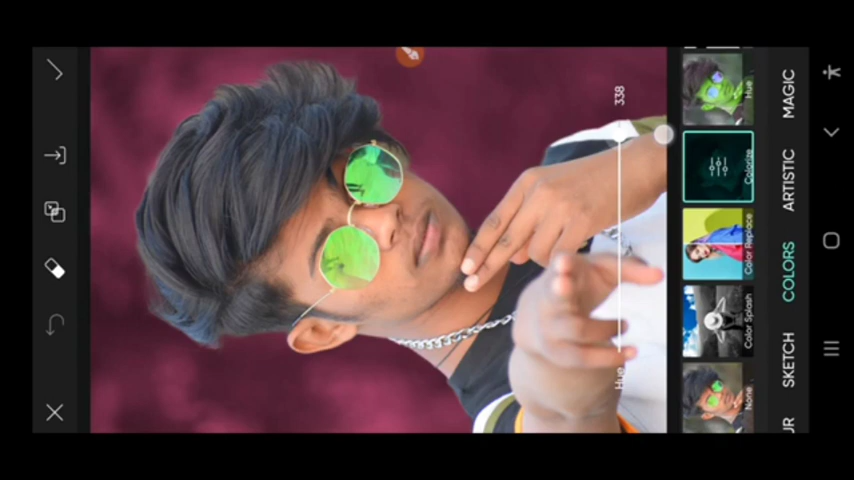 Hue
338
None
Color Splash
Color Replace
Colorize
Hue
UR
SKETCH
COLORS
ARTISTIC
MAGIC